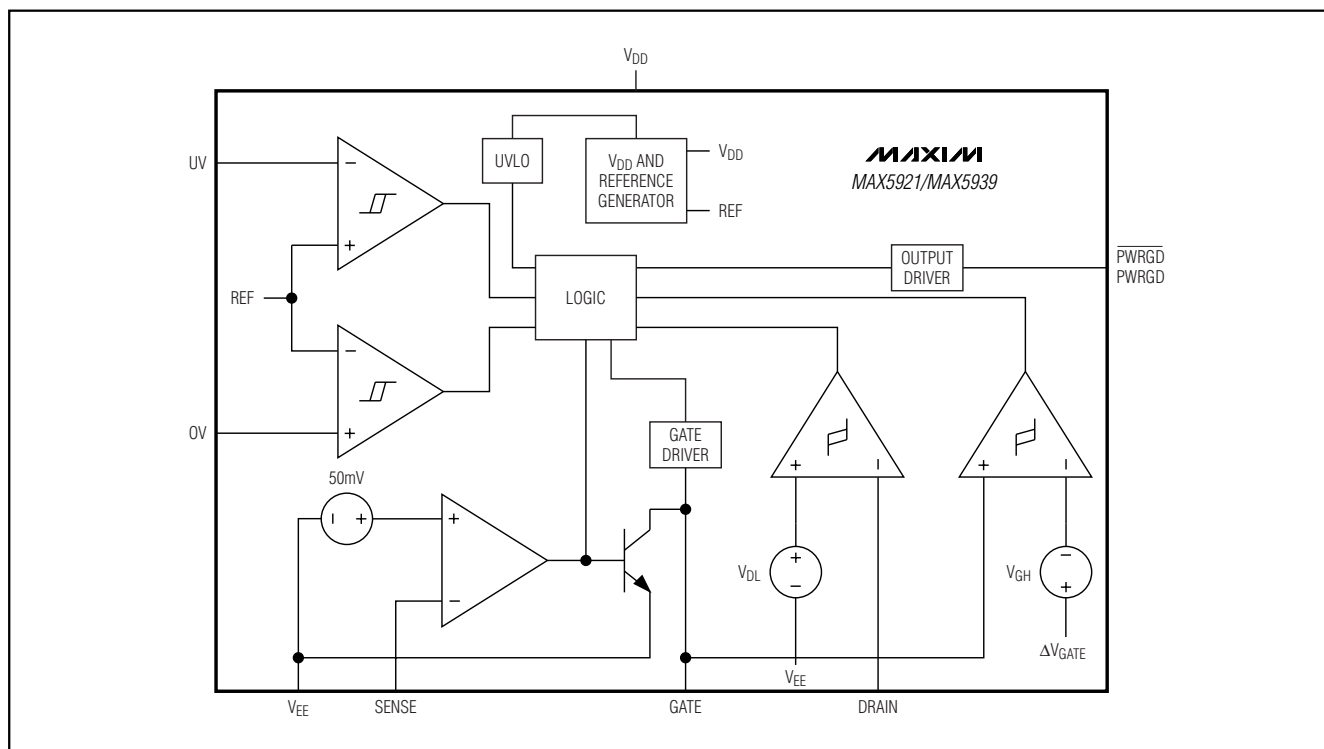 VDD
UV
−
+
UVLO
VDD AND
REFERENCE
GENERATOR
VDD
REF
MAXIM
MAX5921/MAX5939
REF
LOGIC
OUTPUT
DRIVER
P̅W̅R̅G̅D̅
PWRGD
−
+
OV
50mV
− +
GATE
DRIVER
+ −
+ −
+
−
VDL
+
−
VGH
−
+
VEE
ΔVGATE
VEE
SENSE
GATE
DRAIN